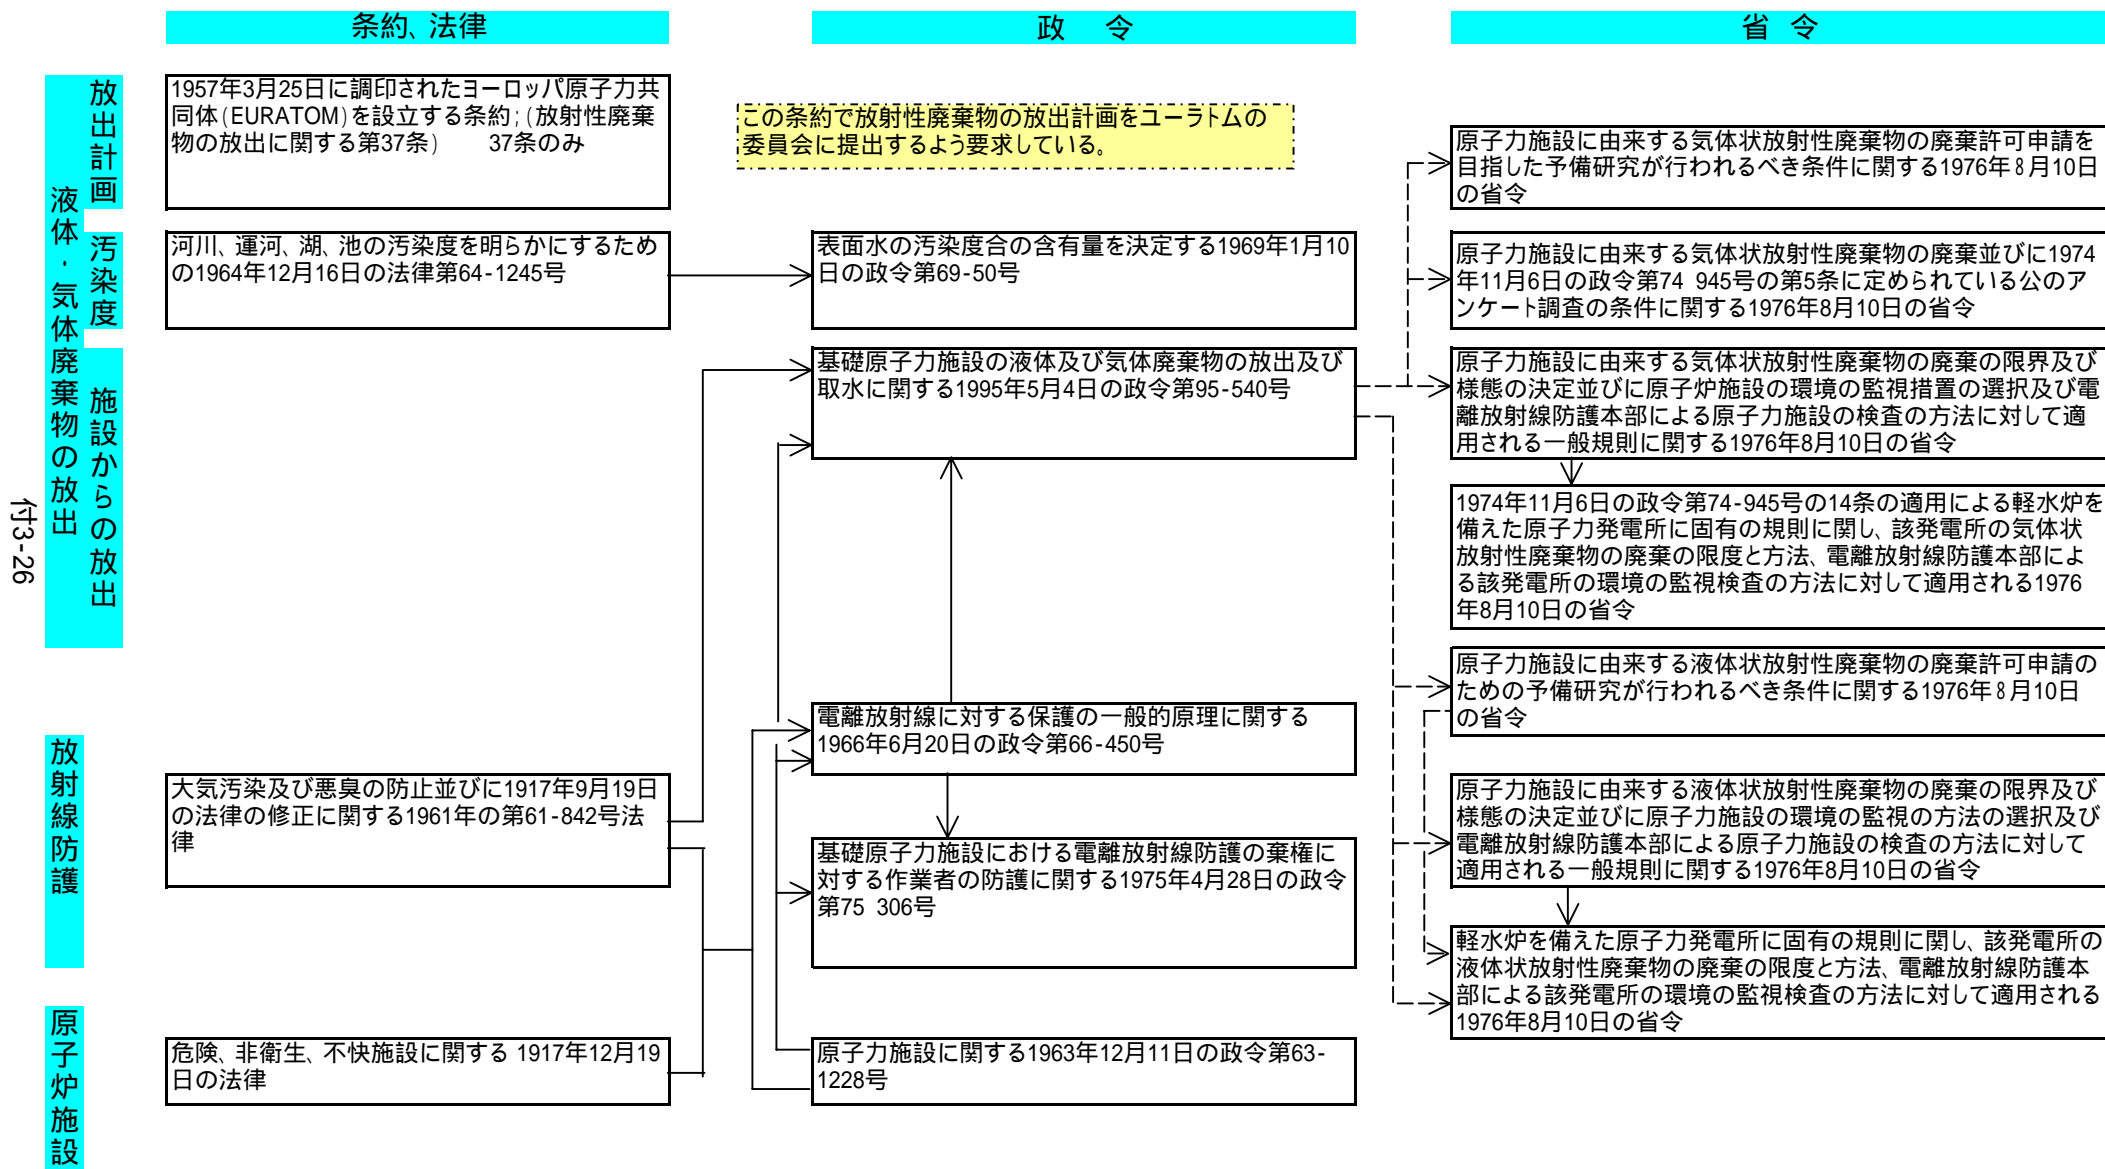 条約、法律
政 令
省 令
液体・気体廃棄物の放出
放出計画
1957年3月25日に調印されたヨーロッパ原子力共
同体(EURATOM)を設立する条約;(放射性廃棄
物の放出に関する第37条) 37条のみ
この条約で放射性廃棄物の放出計画をユーラトムの
委員会に提出するよう要求している。
原子力施設に由来する気体状放射性廃棄物の廃棄許可申請を
目指した予備研究が行われるべき条件に関する1976年8月10日
の省令
汚染度
河川、運河、湖、池の汚染度を明らかにするため
の1964年12月16日の法律第64-1245号
表面水の汚染度合の含有量を決定する1969年1月10
日の政令第69-50号
原子力施設に由来する気体状放射性廃棄物の廃棄並びに1974
年11月6日の政令第74 945号の第5条に定められている公のア
ンケート調査の条件に関する1976年8月10日の省令
施設からの放出
基礎原子力施設の液体及び気体廃棄物の放出及び
取水に関する1995年5月4日の政令第95-540号
原子力施設に由来する気体状放射性廃棄物の廃棄の限界及び
様態の決定並びに原子炉施設の環境の監視措置の選択及び電
離放射線防護本部による原子力施設の検査の方法に対して適
用される一般規則に関する1976年8月10日の省令
1974年11月6日の政令第74-945号の14条の適用による軽水炉を
備えた原子力発電所に固有の規則に関し、該発電所の気体状
放射性廃棄物の廃棄の限度と方法、電離放射線防護本部によ
る該発電所の環境の監視検査の方法に対して適用される1976
年8月10日の省令
原子力施設に由来する液体状放射性廃棄物の廃棄許可申請の
ための予備研究が行われるべき条件に関する1976年8月10日
の省令
放射線防護
電離放射線に対する保護の一般的原理に関する
1966年6月20日の政令第66-450号
大気汚染及び悪臭の防止並びに1917年9月19日
の法律の修正に関する1961年の第61-842号法
律
基礎原子力施設における電離放射線防護の棄権に
対する作業者の防護に関する1975年4月28日の政令
第75 306号
原子力施設に由来する液体状放射性廃棄物の廃棄の限界及び
様態の決定並びに原子力施設の環境の監視の方法の選択及び
電離放射線防護本部による原子力施設の検査の方法に対して
適用される一般規則に関する1976年8月10日の省令
軽水炉を備えた原子力発電所に固有の規則に関し、該発電所の
液体状放射性廃棄物の廃棄の限度と方法、電離放射線防護本
部による該発電所の環境の監視検査の方法に対して適用される
1976年8月10日の省令
原子炉施設
危険、非衛生、不快施設に関する 1917年12月19
日の法律
原子力施設に関する1963年12月11日の政令第63-
1228号
付3-26